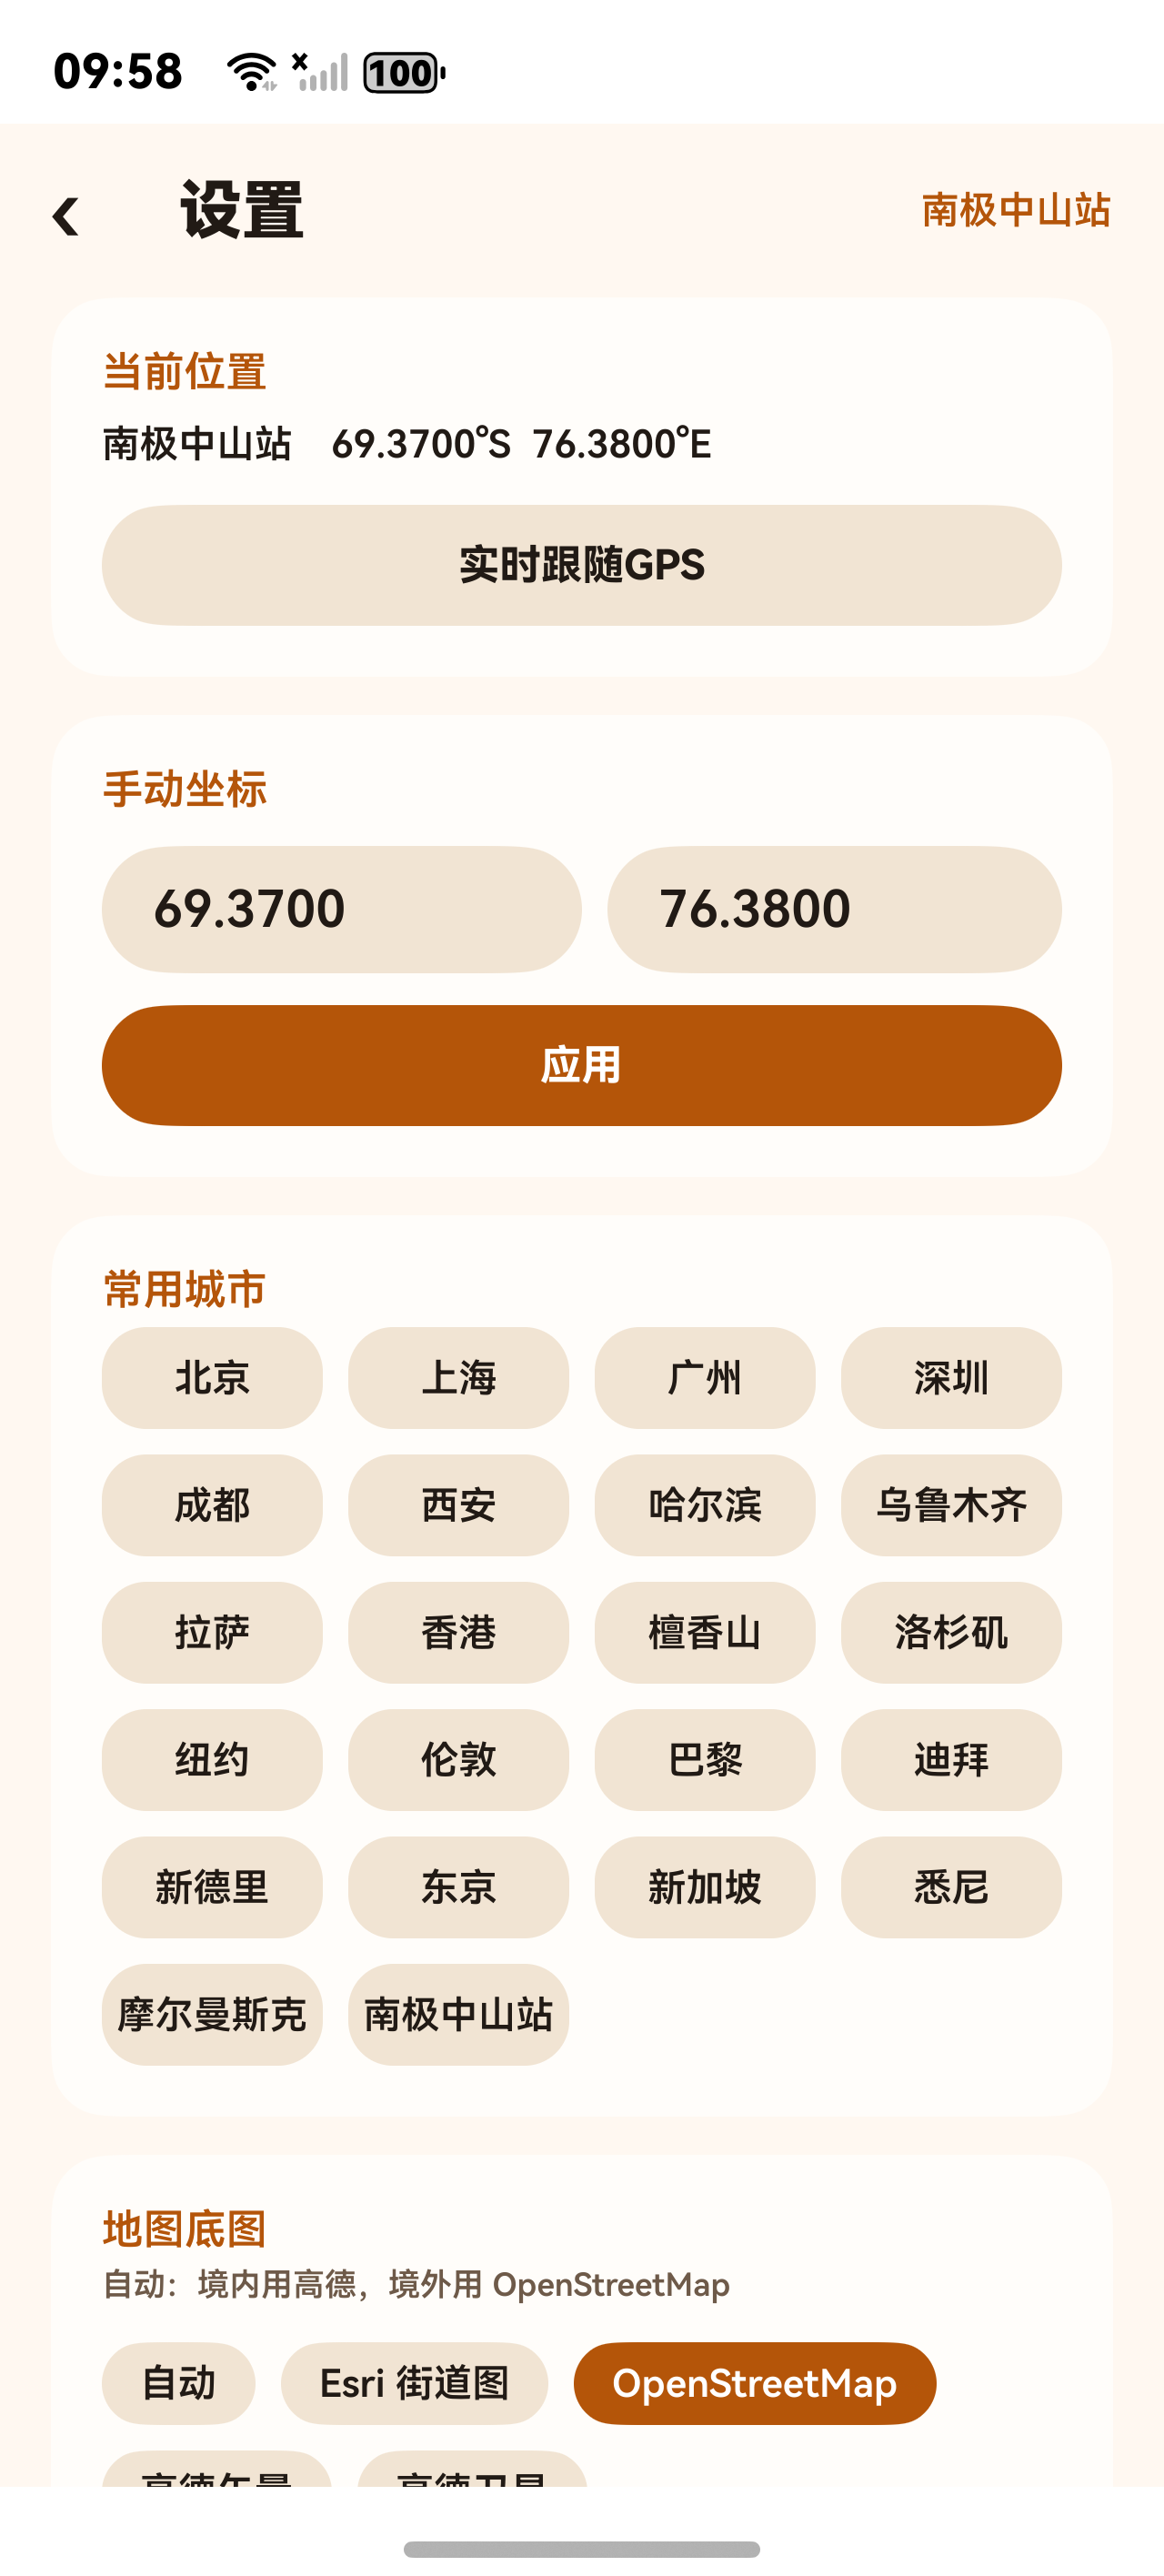 09:58 100
设置
南极中山站
当前位置
南极中山站 69.3700°S 76.3800°E
实时跟随GPS
手动坐标
69.3700 76.3800
应用
常用城市
北京 上海 广州 深圳
成都 西安 哈尔滨 乌鲁木齐
拉萨 香港 檀香山 洛杉矶
纽约 伦敦 巴黎 迪拜
新德里 东京 新加坡 悉尼
摩尔曼斯克 南极中山站
地图底图
自动：境内用高德，境外用 OpenStreetMap
自动 Esri 街道图 OpenStreetMap